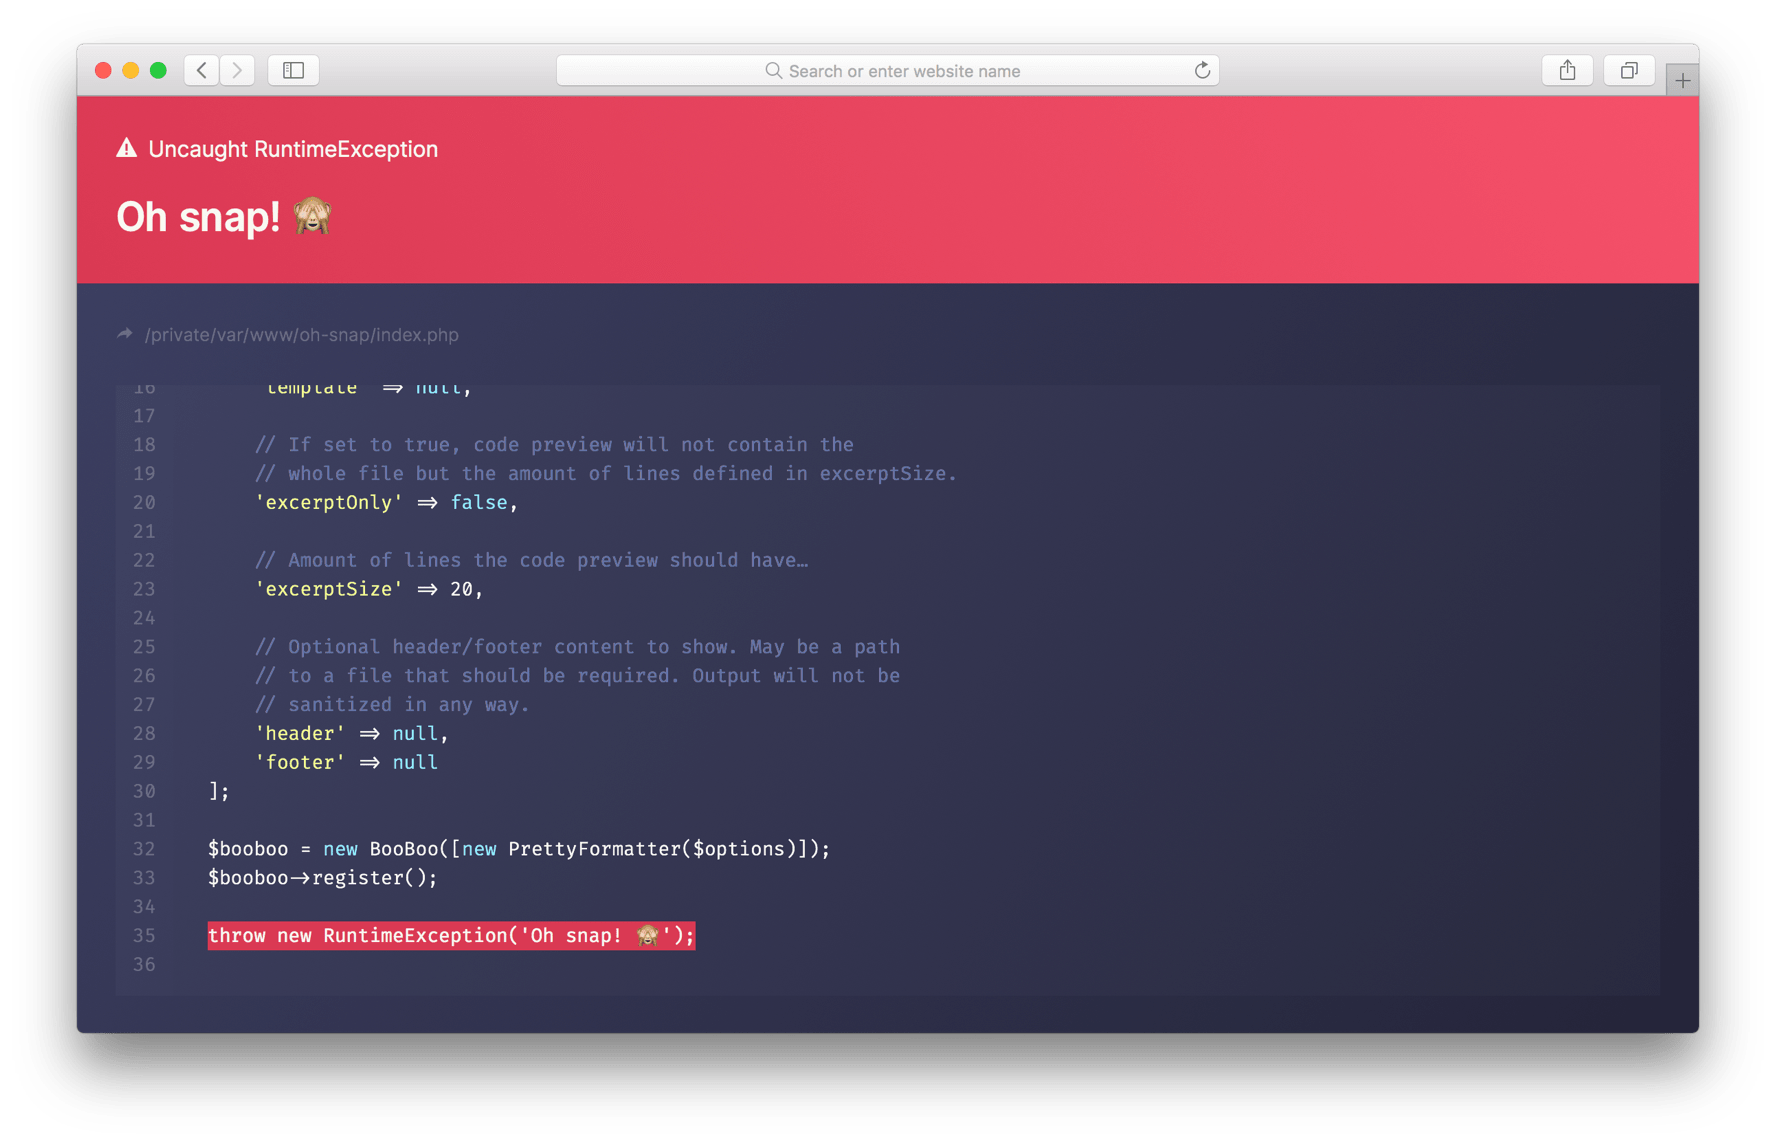 Search or enter website name
Uncaught RuntimeException
Oh snap! 🙈
/private/var/www/oh-snap/index.php
16 'template' => null,
17
18 // If set to true, code preview will not contain the
19 // whole file but the amount of lines defined in excerptSize.
20 'excerptOnly' => false,
21
22 // Amount of lines the code preview should have…
23 'excerptSize' => 20,
24
25 // Optional header/footer content to show. May be a path
26 // to a file that should be required. Output will not be
27 // sanitized in any way.
28 'header' => null,
29 'footer' => null
30 ];
31
32 $booboo = new BooBoo([new PrettyFormatter($options)]);
33 $booboo->register();
34
35 throw new RuntimeException('Oh snap! 🙈');
36